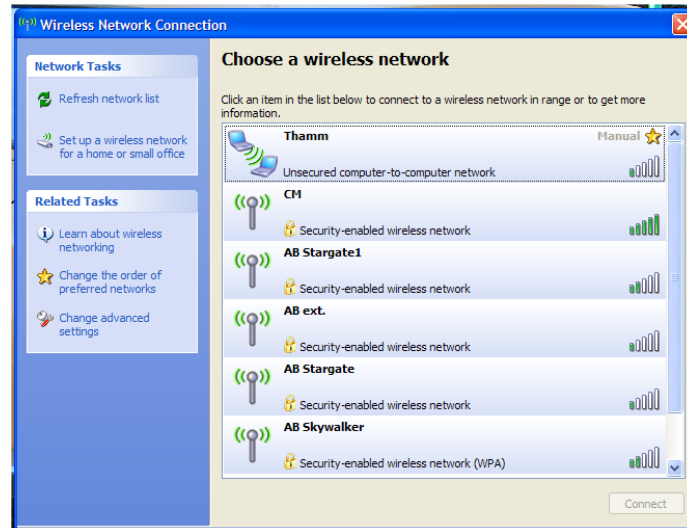 Wireless Network Connection
Network Tasks
Refresh network list
Set up a wireless network
for a home or small office
Related Tasks
Learn about wireless
networking
Change the order of
preferred networks
Change advanced
settings
Choose a wireless network
Click an item in the list below to connect to a wireless network in range or to get more
information.
Thamm Manual
Unsecured computer-to-computer network
CM
Security-enabled wireless network
AB Stargate1
Security-enabled wireless network
AB ext.
Security-enabled wireless network
AB Stargate
Security-enabled wireless network
AB Skywalker
Security-enabled wireless network (WPA)
Connect